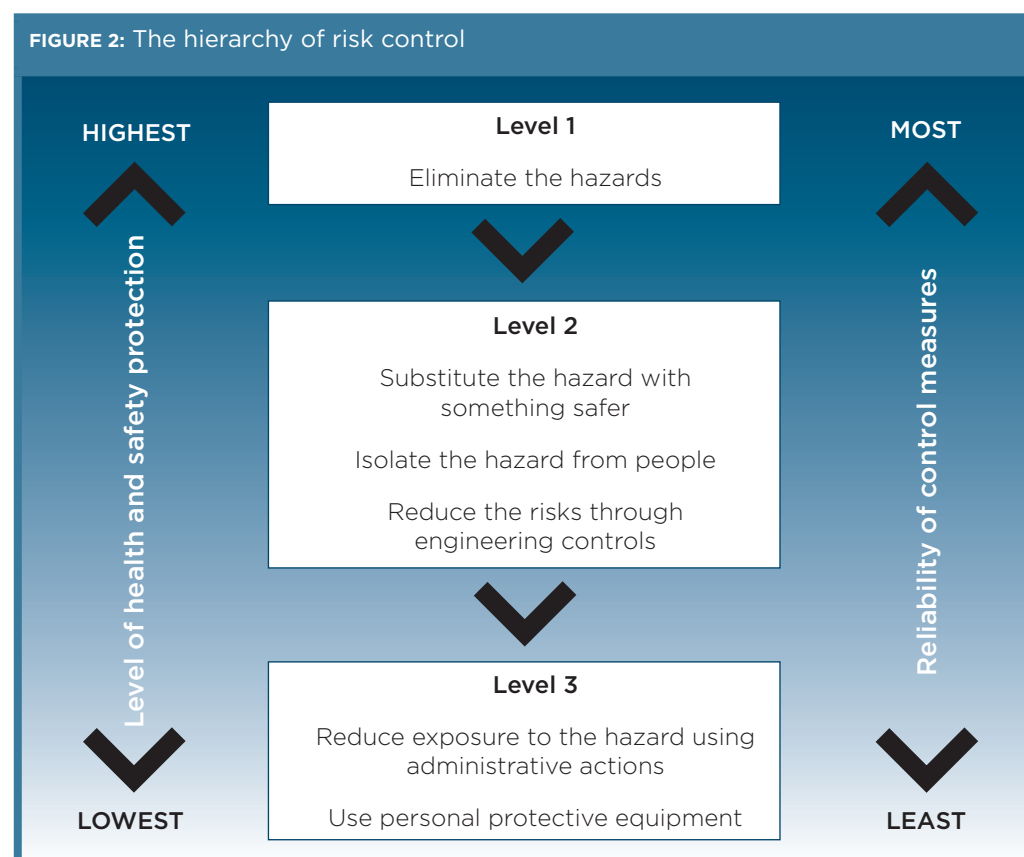 FIGURE 2: The hierarchy of risk control
HIGHEST
Level of health and safety protection
LOWEST
Level 1
Eliminate the hazards
Level 2
Substitute the hazard with
something safer
Isolate the hazard from people
Reduce the risks through
engineering controls
Level 3
Reduce exposure to the hazard using
administrative actions
Use personal protective equipment
MOST
Reliability of control measures
LEAST